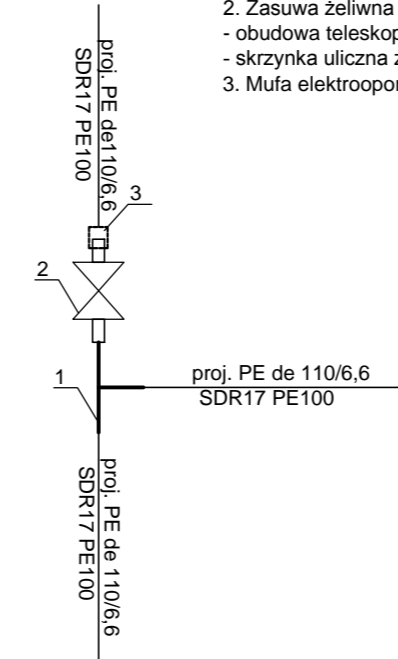 2. Zasuwa żeliwna
- obudowa teleskop
- skrzynka uliczna z
3. Mufa elektroopor
proj. PE de110/6,6
SDR17 PE100
3
2
1
proj. PE de 110/6,6
SDR17 PE100
proj. PE de 110/6,6
SDR17 PE100